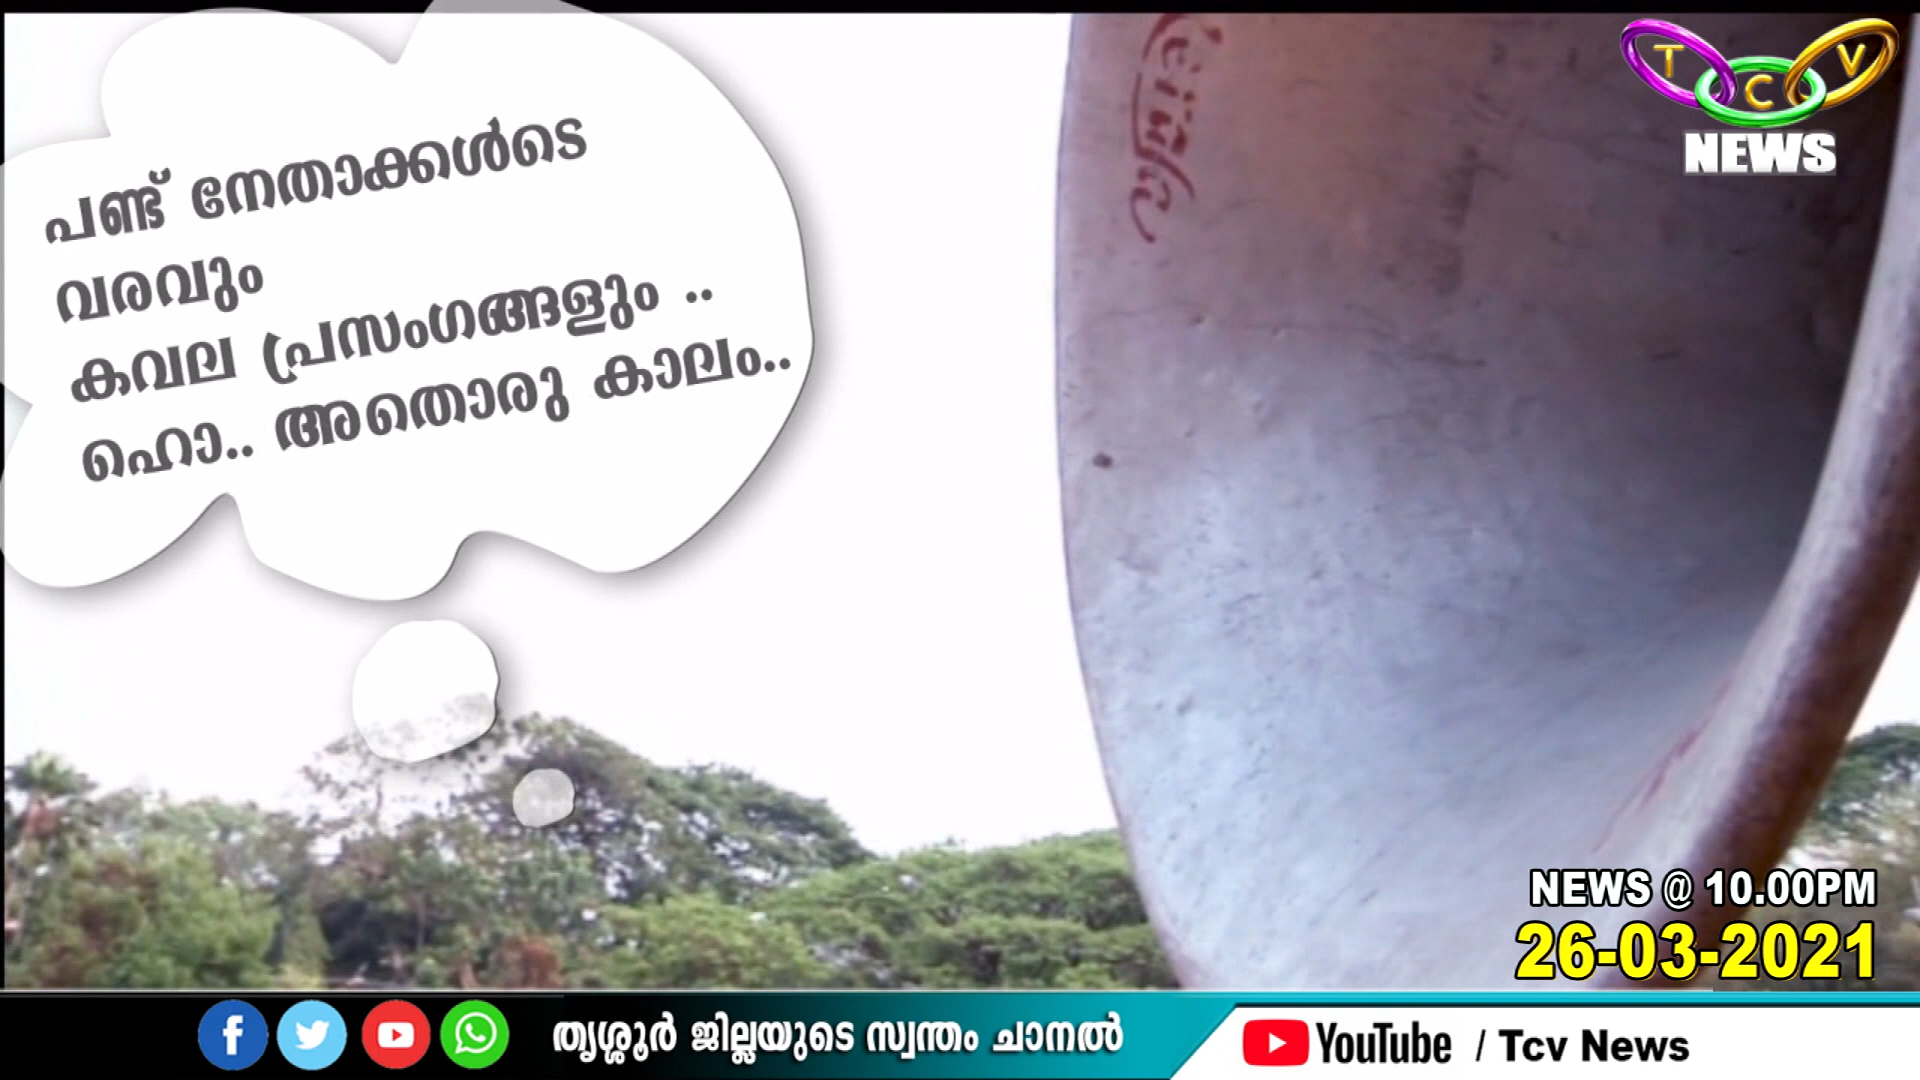 പണ്ട് നേതാക്കൾടെ
വരവും
കവല പ്രസംഗങ്ങളും ..
ഹൊ.. അതൊരു കാലം..
T C V
NEWS
NEWS @ 10.00PM
26-03-2021
തൃശ്ശൂർ ജില്ലയുടെ സ്വന്തം ചാനൽ
YouTube / Tcv News